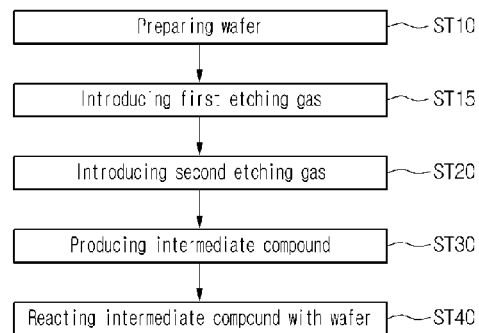 Preparing wafer ST10
Introducing first etching gas ST15
Introducing second etching gas ST20
Producing intermediate compound ST30
Reacting intermediate compound with wafer ST40